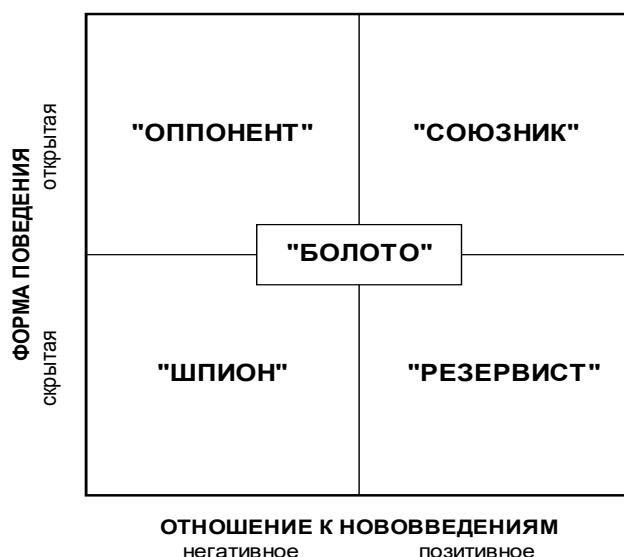 "ОППОНЕНТ" "СОЮЗНИК"
"БОЛОТО"
"ШПИОН" "РЕЗЕРВИСТ"
ФОРМА ПОВЕДЕНИЯ
открытая
скрытая
ОТНОШЕНИЕ К НОВОВВЕДЕНИЯМ
негативное позитивное